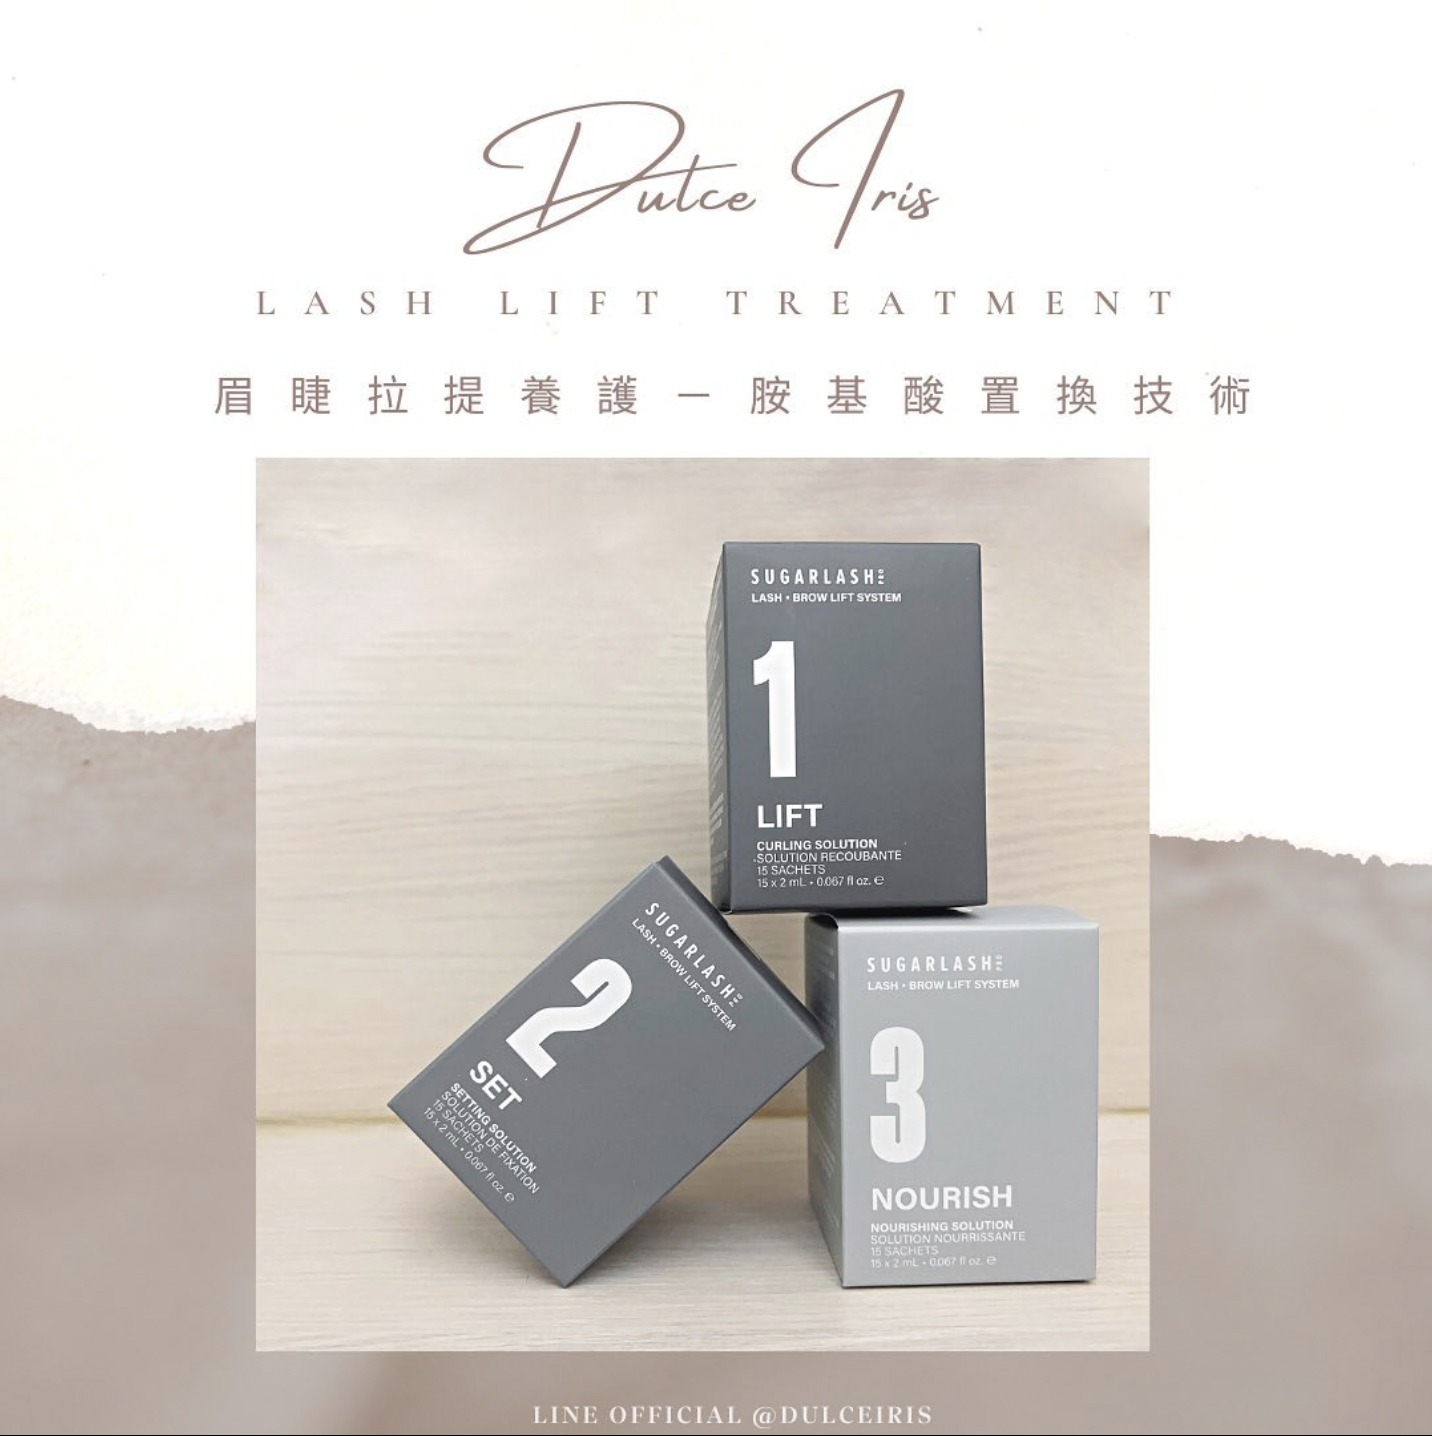 Dulce Iris
LASH LIFT TREATMENT
眉睫拉提養護－胺基酸置換技術
SUGARLASH PRO
LASH • BROW LIFT SYSTEM
1
LIFT
CURLING SOLUTION
SOLUTION RECOUBANTE
15 SACHETS
15 x 2 mL • 0.067 fl oz. ℮
SUGARLASH PRO
LASH • BROW LIFT SYSTEM
2
SET
SETTING SOLUTION
SOLUTION DE FIXATION
15 SACHETS
15 x 2 mL • 0.067 fl oz. ℮
SUGARLASH PRO
LASH • BROW LIFT SYSTEM
3
NOURISH
NOURISHING SOLUTION
SOLUTION NOURRISSANTE
15 SACHETS
15 x 2 mL • 0.067 fl oz. ℮
LINE OFFICIAL @DULCEIRIS